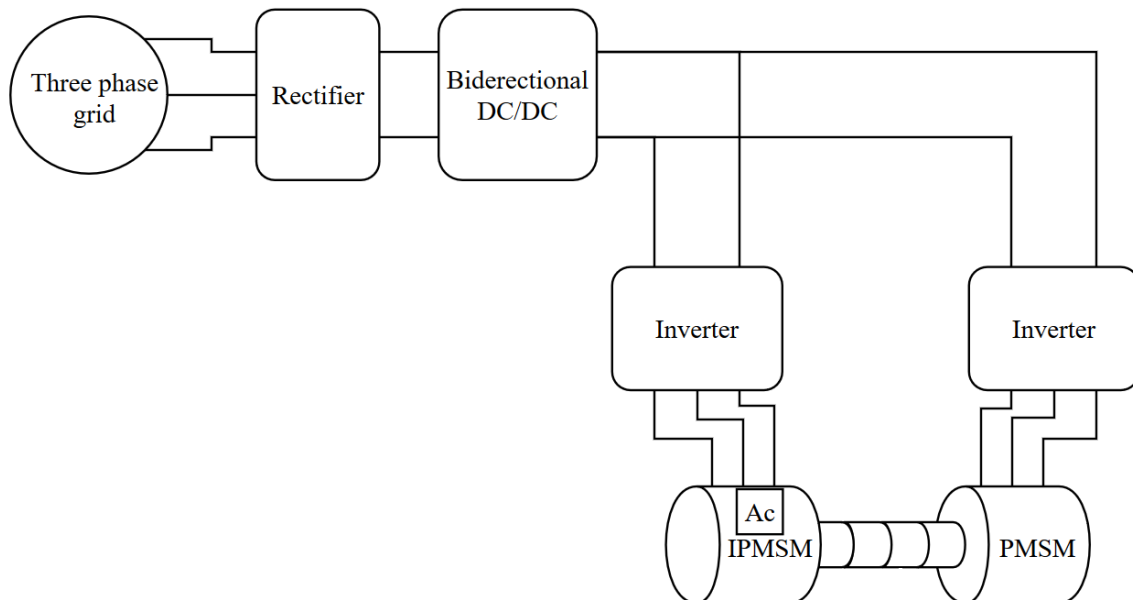 Three phase
grid
Rectifier
Biderectional
DC/DC
Inverter
Inverter
Ac
IPMSM
PMSM